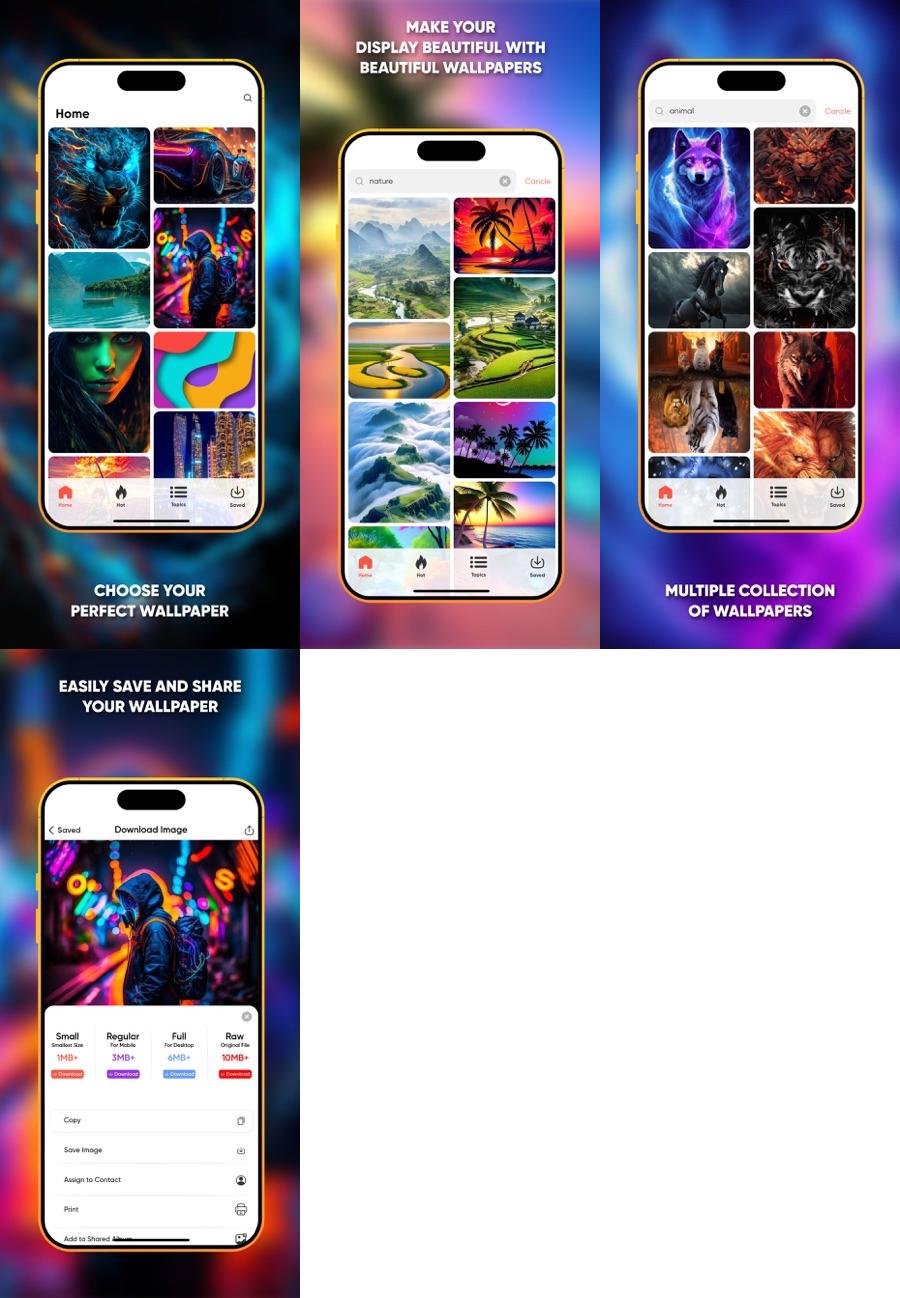 Home
Home
Hot
Topics
Saved
CHOOSE YOUR
PERFECT WALLPAPER
MAKE YOUR
DISPLAY BEAUTIFUL WITH
BEAUTIFUL WALLPAPERS
nature
Cancle
Home
Hot
Topics
Saved
animal
Cancle
Home
Hot
Topics
Saved
MULTIPLE COLLECTION
OF WALLPAPERS
EASILY SAVE AND SHARE
YOUR WALLPAPER
Saved
Download Image
Small
Smallest Size
1MB+
Download
Regular
For Mobile
3MB+
Download
Full
For Desktop
6MB+
Download
Raw
Original File
10MB+
Download
Copy
Save Image
Assign to Contact
Print
Add to Shared Album